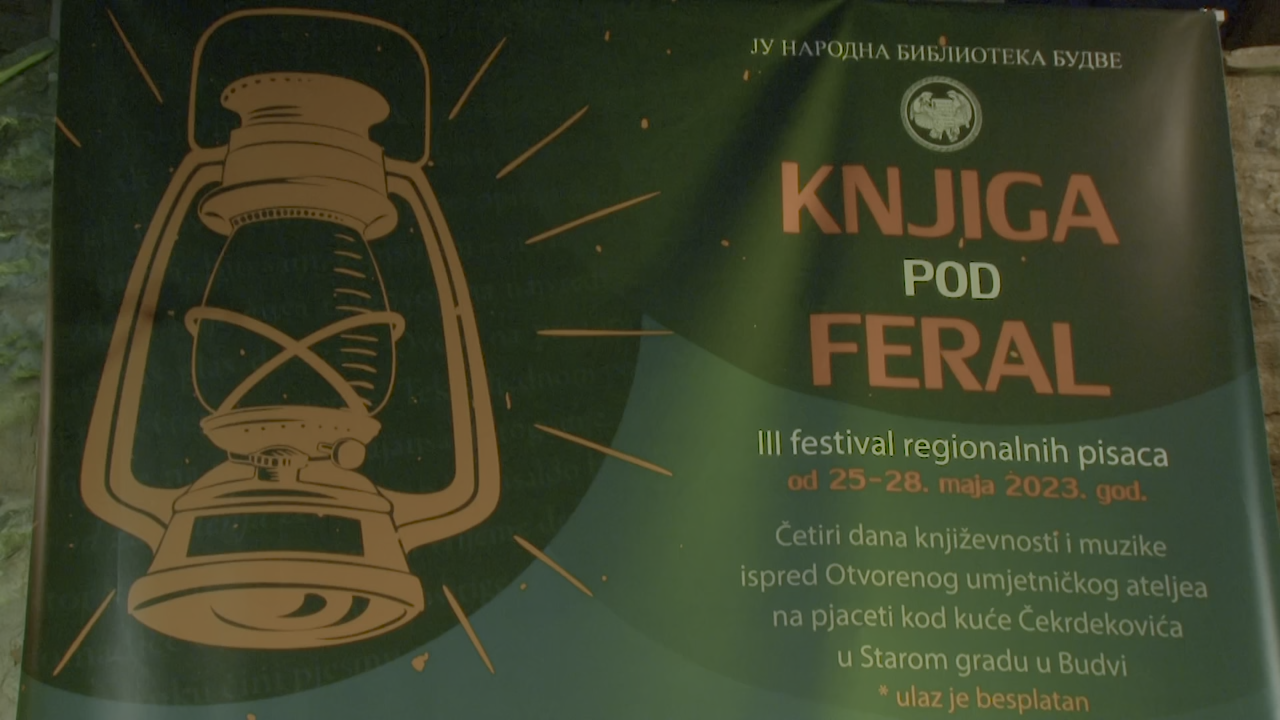 ЈУ НАРОДНА БИБЛИОТЕКА БУДВЕ
KNJIGA
POD
FERAL
III festival regionalnih pisaca
od 25-28. maja 2023. god.
Četiri dana književnosti i muzike
ispred Otvorenog umjetničkog ateljea
na pjaceti kod kuće Čekrdekovića
u Starom gradu u Budvi
* ulaz je besplatan